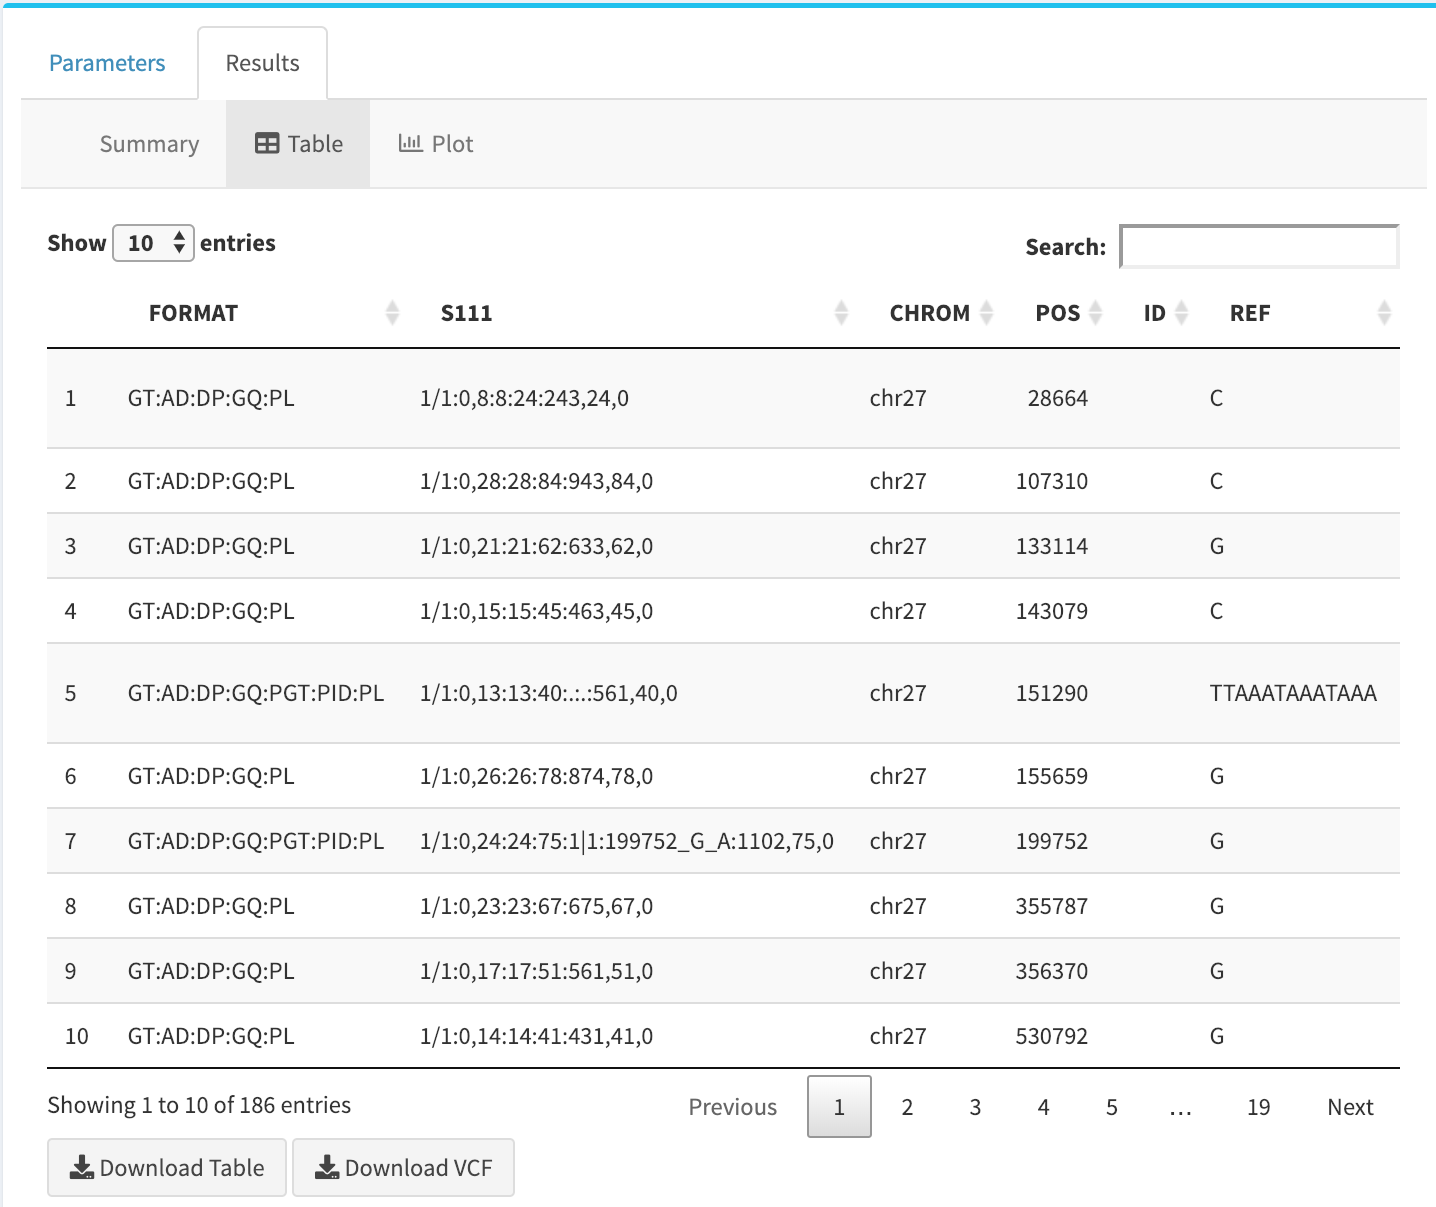 Parameters Results
Summary Table Plot
Show 10 entries Search:
FORMAT S111 CHROM POS ID REF
1 GT:AD:DP:GQ:PL 1/1:0,8:8:24:243,24,0 chr27 28664 C
2 GT:AD:DP:GQ:PL 1/1:0,28:28:84:943,84,0 chr27 107310 C
3 GT:AD:DP:GQ:PL 1/1:0,21:21:62:633,62,0 chr27 133114 G
4 GT:AD:DP:GQ:PL 1/1:0,15:15:45:463,45,0 chr27 143079 C
5 GT:AD:DP:GQ:PGT:PID:PL 1/1:0,13:13:40:.:.:561,40,0 chr27 151290 TTAAATAAATAAA
6 GT:AD:DP:GQ:PL 1/1:0,26:26:78:874,78,0 chr27 155659 G
7 GT:AD:DP:GQ:PGT:PID:PL 1/1:0,24:24:75:1|1:199752_G_A:1102,75,0 chr27 199752 G
8 GT:AD:DP:GQ:PL 1/1:0,23:23:67:675,67,0 chr27 355787 G
9 GT:AD:DP:GQ:PL 1/1:0,17:17:51:561,51,0 chr27 356370 G
10 GT:AD:DP:GQ:PL 1/1:0,14:14:41:431,41,0 chr27 530792 G
Showing 1 to 10 of 186 entries Previous 1 2 3 4 5 … 19 Next
Download Table Download VCF